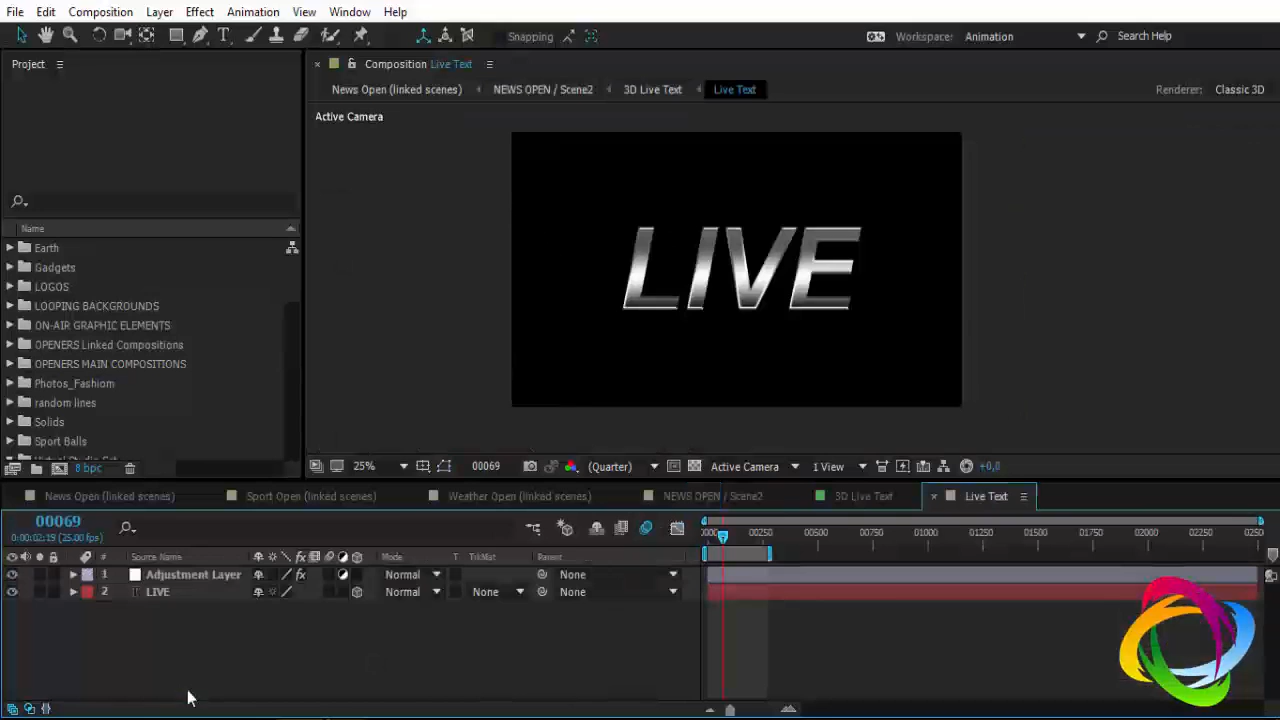 File Edit Composition Layer Effect Animation View Window Help
Snapping Workspace: Animation Search Help
Project
Composition Live Text
News Open (linked scenes) NEWS OPEN / Scene2 3D Live Text Live Text Renderer: Classic 3D
Active Camera
LIVE
Name
Earth
Gadgets
LOGOS
LOOPING BACKGROUNDS
ON-AIR GRAPHIC ELEMENTS
OPENERS Linked Compositions
OPENERS MAIN COMPOSITIONS
Photos_Fashiom
random lines
Solids
Sport Balls
8 bpc 25% 00069 (Quarter) Active Camera 1 View +0,0
News Open (linked scenes) Sport Open (linked scenes) Weather Open (linked scenes) NEWS OPEN / Scene2 3D Live Text Live Text
00069
0:00:02:19 (25.00 fps)
00250 00500 00750 01000 01250 01500 01750 02000 02250
# Source Name Mode T TrkMat Parent
1 Adjustment Layer Normal None
2 T LIVE Normal None None